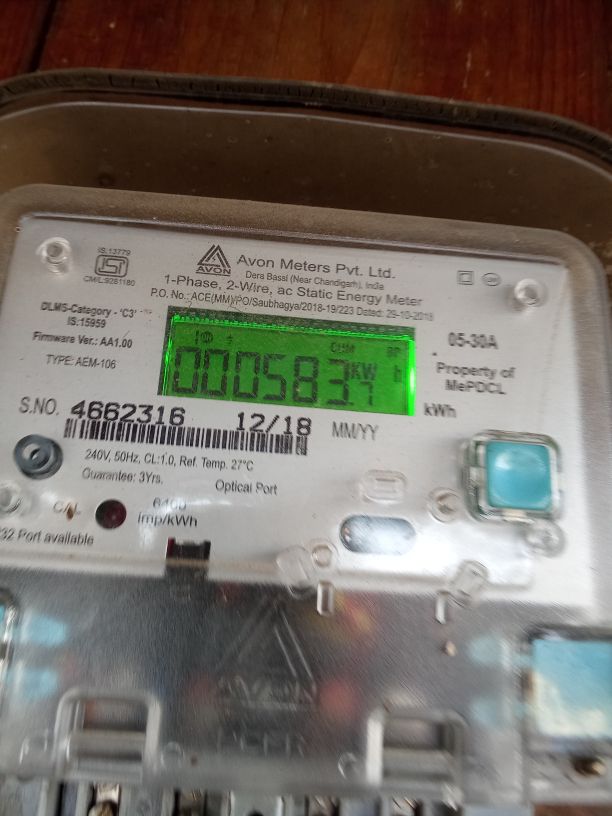 IS:13779
CM/L:9281180
AVON
Avon Meters Pvt. Ltd.
Dera Bassi (Near Chandigarh), India
1-Phase, 2-Wire, ac Static Energy Meter
P.O. No.:ACE(MM)/PO/Saubhagya/2018-19/223 Dated: 29-10-2018
DLMS-Category - 'C3'
IS:15959
Firmware Ver.: AA1.00
TYPE: AEM-106
CUM
000583
KW
h
7
05-30A
Property of
MePDCL
kWh
S.NO. 4662316 12/18 MM/YY
240V, 50Hz, CL:1.0, Ref. Temp. 27°C
Guarantee: 3Yrs.
Optical Port
CAL
6400
imp/kWh
32 Port available
AVON